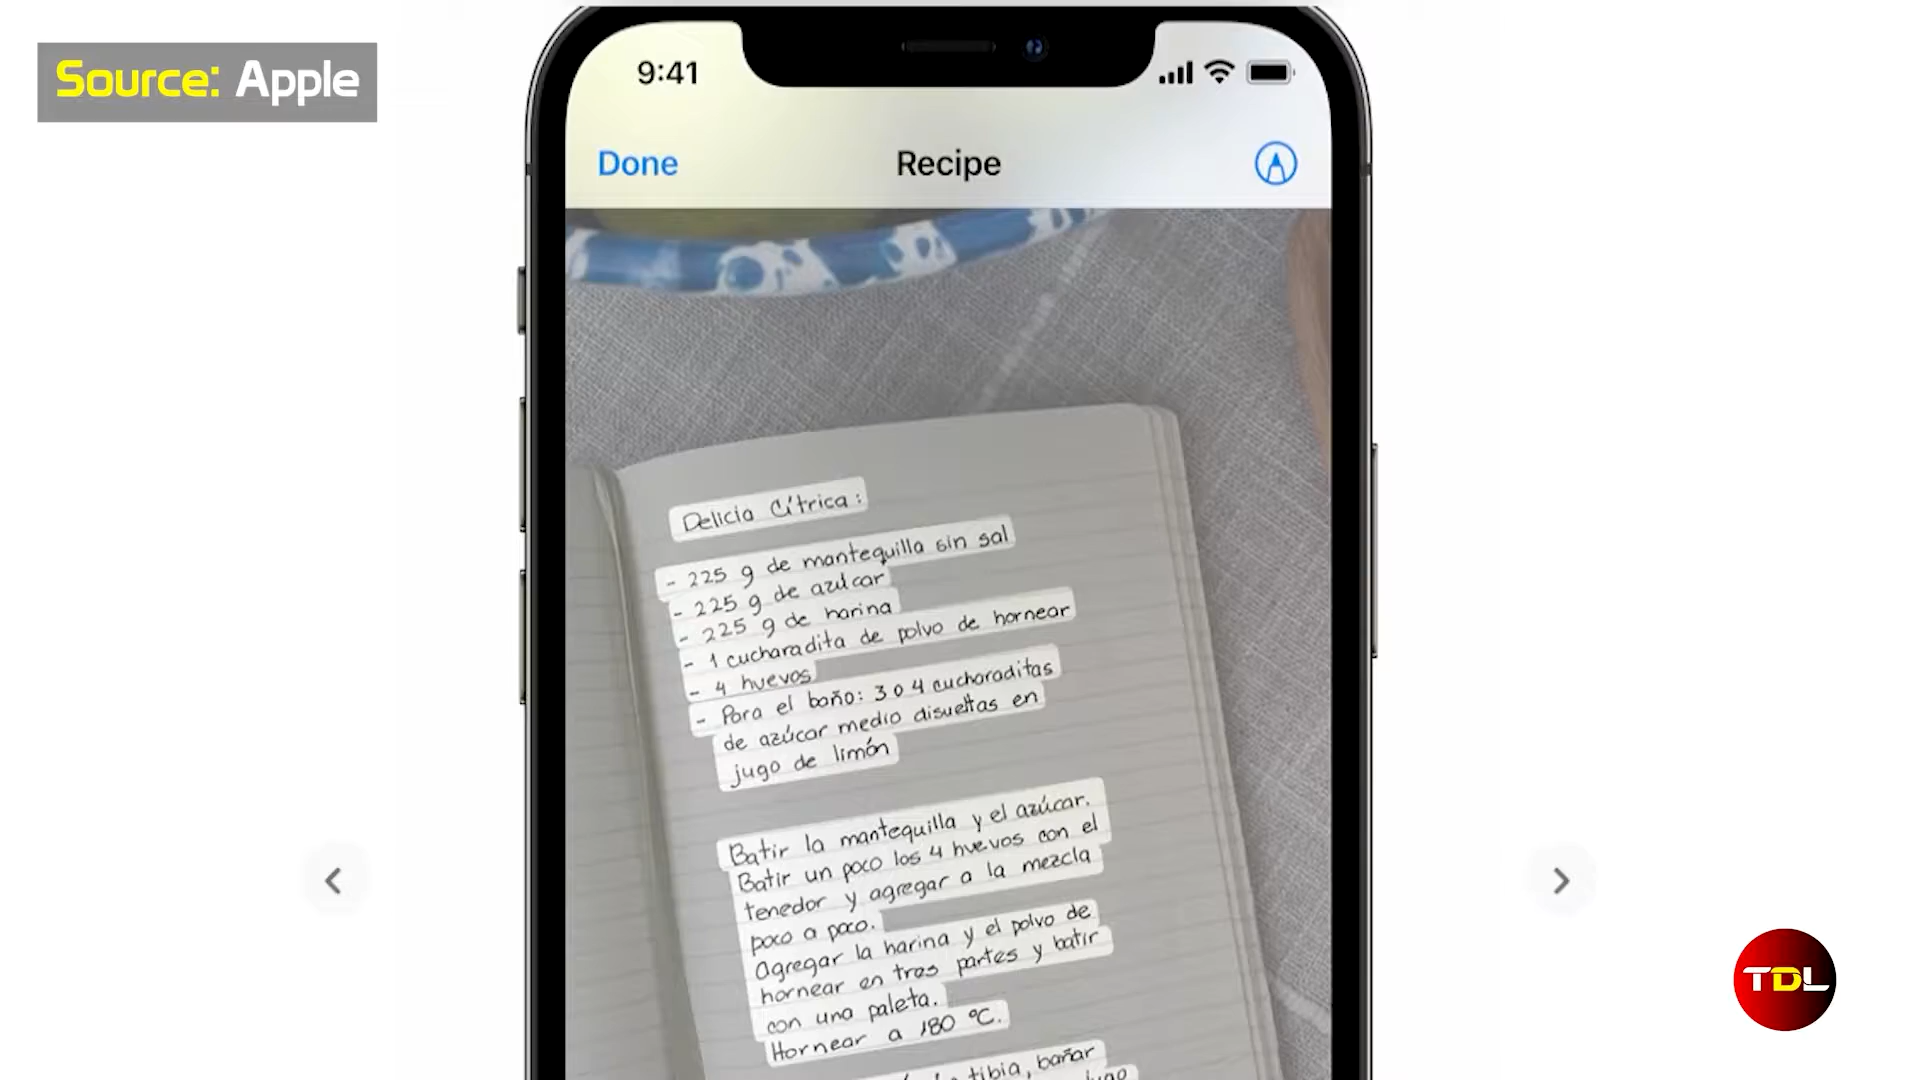 Source: Apple
9:41
Done
Recipe
Delicia Cítrica:
- 225 g de mantequilla sin sal
- 225 g de azúcar
- 225 g de harina
- 1 cucharadita de polvo de hornear
- 4 huevos
- Para el baño: 3 o 4 cucharaditas
de azúcar medio disueltas en
jugo de limón
Batir la mantequilla y el azúcar.
Batir un poco los 4 huevos con el
tenedor y agregar a la mezcla
poco a poco.
Agregar la harina y el polvo de
hornear en tres partes y batir
con una paleta.
Hornear a 180 °C.
tibia, bañar
jugo
TDL